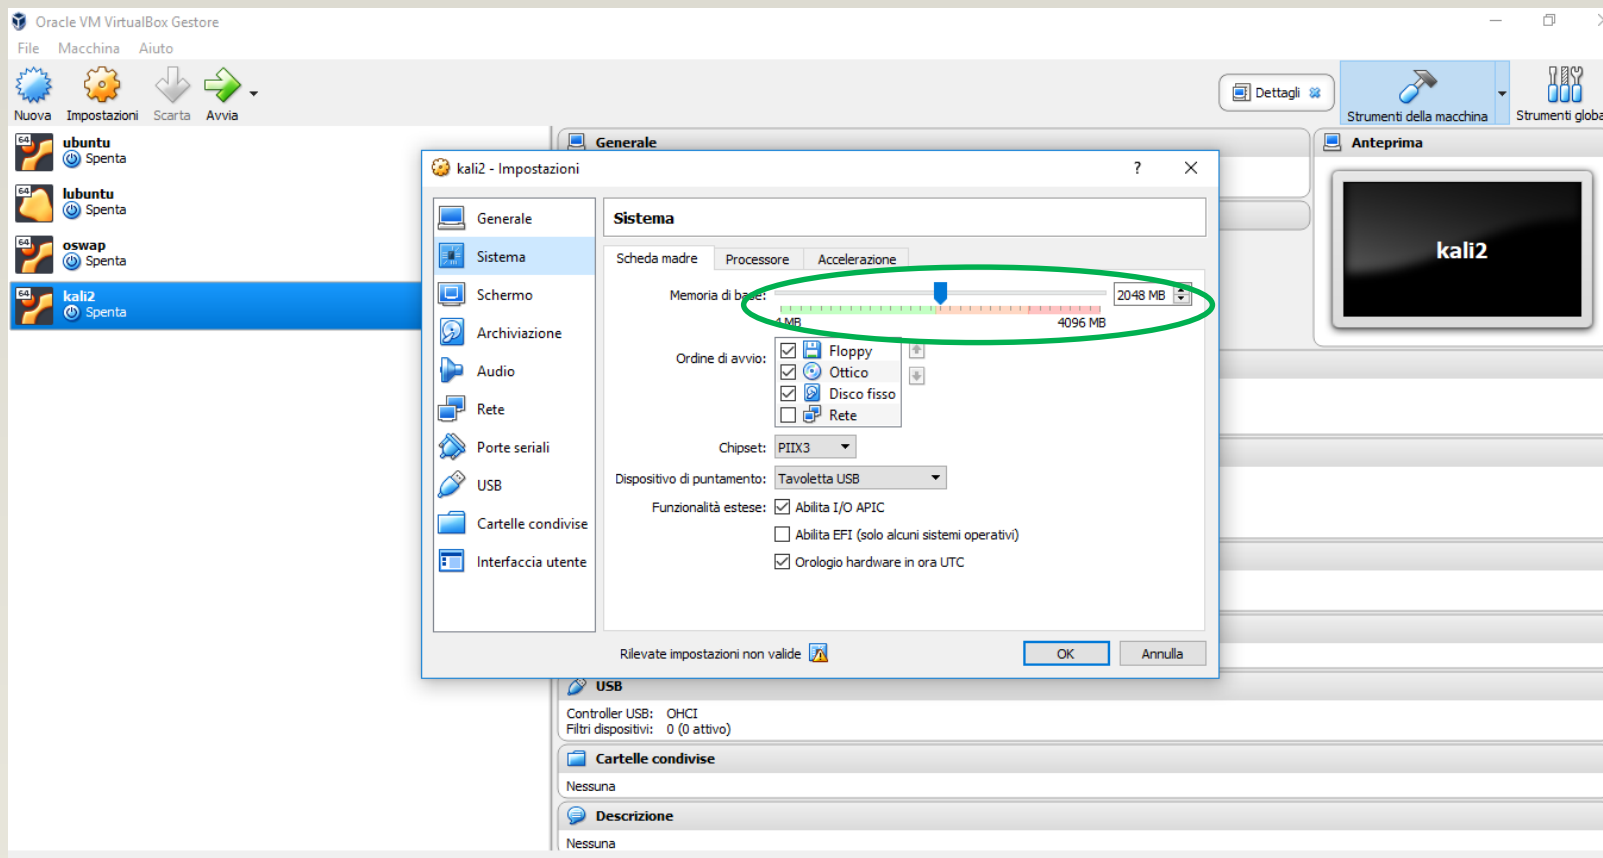 Oracle VM VirtualBox Gestore
File Macchina Aiuto
Nuova Impostazioni Scarta Avvia
Dettagli
Strumenti della macchina
Strumenti globa
64 ubuntu
Spenta
64 lubuntu
Spenta
64 oswap
Spenta
64 kali2
Spenta
Generale
Anteprima
kali2
kali2 - Impostazioni ?
Generale
Sistema
Schermo
Archiviazione
Audio
Rete
Porte seriali
USB
Cartelle condivise
Interfaccia utente
Sistema
Scheda madre Processore Accelerazione
Memoria di base: 2048 MB
4 MB 4096 MB
Ordine di avvio: Floppy
Ottico
Disco fisso
Rete
Chipset: PIIX3
Dispositivo di puntamento: Tavoletta USB
Funzionalità estese: Abilita I/O APIC
Abilita EFI (solo alcuni sistemi operativi)
Orologio hardware in ora UTC
Rilevate impostazioni non valide
OK Annulla
USB
Controller USB: OHCI
Filtri dispositivi: 0 (0 attivo)
Cartelle condivise
Nessuna
Descrizione
Nessuna